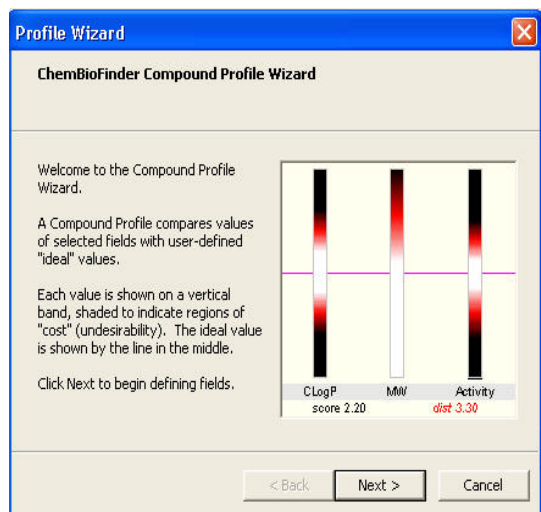 Profile Wizard
ChemBioFinder Compound Profile Wizard
Welcome to the Compound Profile
Wizard.
A Compound Profile compares values
of selected fields with user-defined
"ideal" values.
Each value is shown on a vertical
band, shaded to indicate regions of
"cost" (undesirability). The ideal value
is shown by the line in the middle.
Click Next to begin defining fields.
CLogP MW Activity
score 2.20 dist 3.30
< Back Next > Cancel